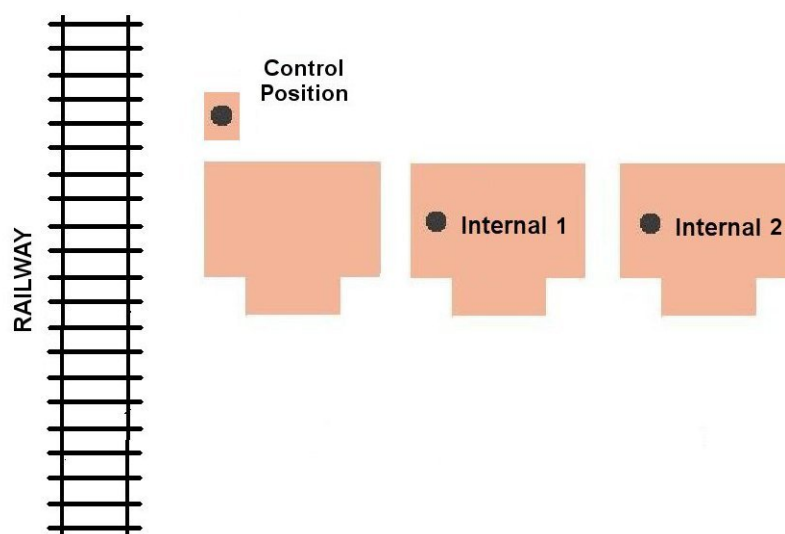 Control
Position
Internal 1
Internal 2
RAILWAY